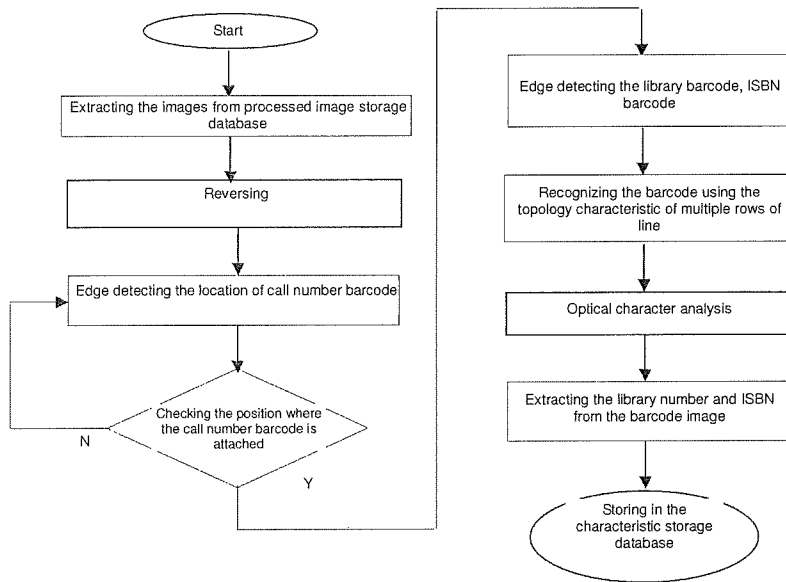 Start
Extracting the images from processed image storage
database
Reversing
Edge detecting the location of call number barcode
Checking the position where
the call number barcode is
attached
N
Y
Edge detecting the library barcode, ISBN
barcode
Recognizing the barcode using the
topology characteristic of multiple rows of
line
Optical character analysis
Extracting the library number and ISBN
from the barcode image
Storing in the
characteristic storage
database